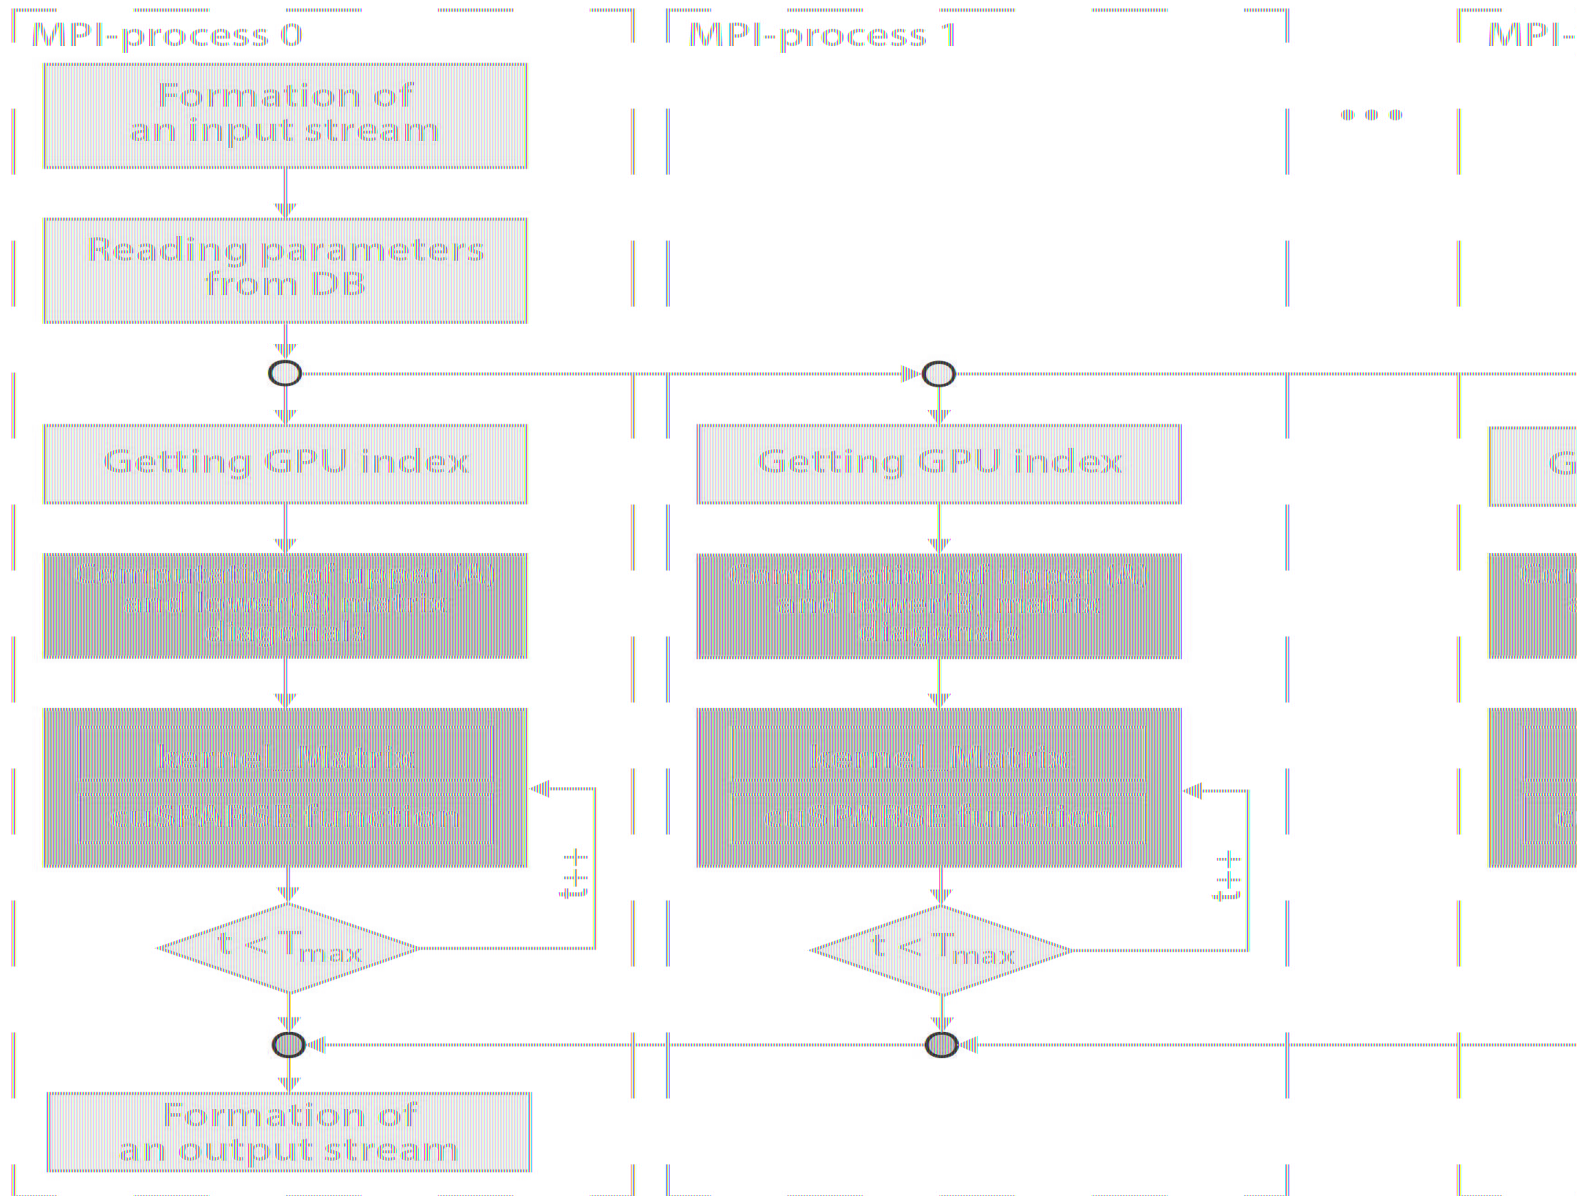 MPI-process 0
Formation of
an input stream
Reading parameters
from DB
Getting GPU index
Computation of upper (A)
and lower(B) matrix
diagonals
kernel_Matrix
cuSPARSE function
t++
t < Tmax
Formation of
an output stream
MPI-process 1
Getting GPU index
Computation of upper (A)
and lower(B) matrix
diagonals
kernel_Matrix
cuSPARSE function
t++
t < Tmax
...
MPI-
G